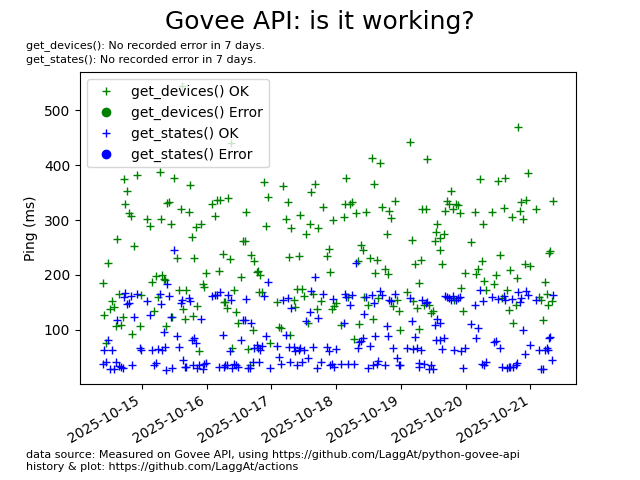 Govee API: is it working?
get_devices(): No recorded error in 7 days.
get_states(): No recorded error in 7 days.
get_devices() OK
get_devices() Error
get_states() OK
get_states() Error
Ping (ms)
500
400
300
200
100
2025-10-15
2025-10-16
2025-10-17
2025-10-18
2025-10-19
2025-10-20
2025-10-21
data source: Measured on Govee API, using https://github.com/LaggAt/python-govee-api
history & plot: https://github.com/LaggAt/actions